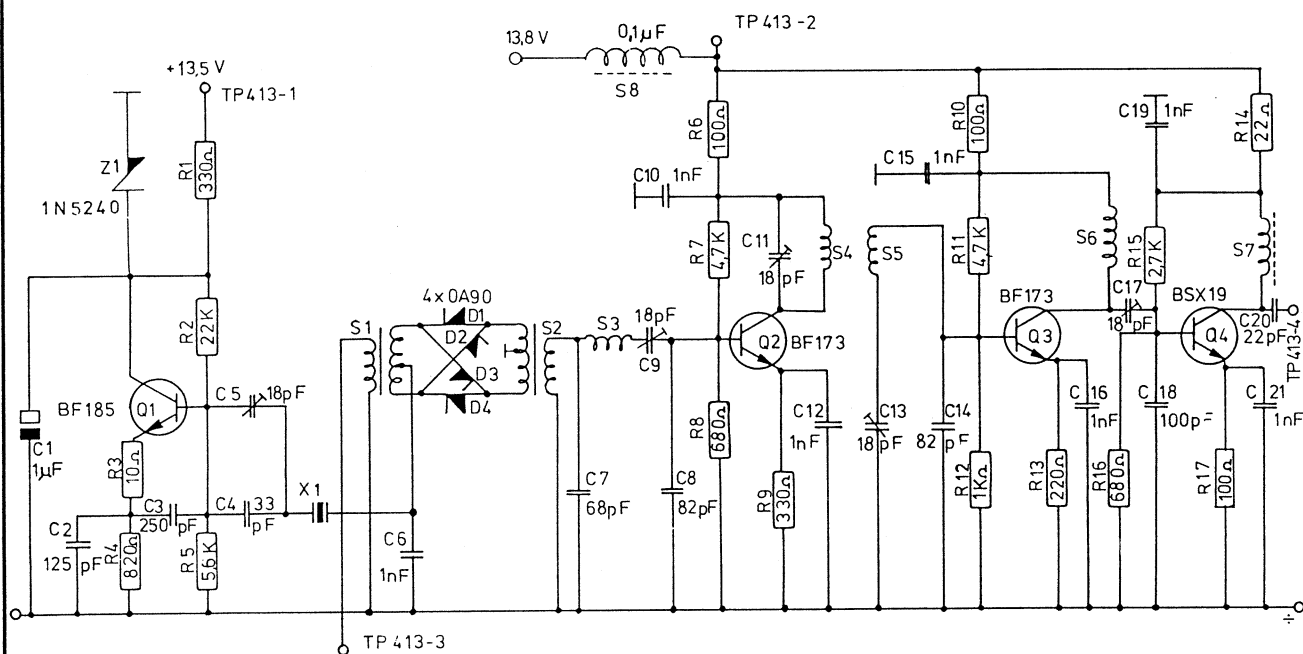 13,8 V
0,1µF
S8
TP 413 - 2
+13,5 V
TP413-1
Z1
1N5240
R1
330Ω
R2
22K
BF185
Q1
C5
18pF
C1
1µF
R3
10Ω
C2
125 pF
C3
250 pF
C4
33 pF
X1
R4
820Ω
R5
5,6K
TP 413-3
S1
4x0A90
D1
D2
D3
D4
S2
C6
1nF
S3
18pF
C9
C7
68pF
C8
82pF
R6
100Ω
C10
1nF
R7
4,7K
C11
18 pF
S4
Q2
BF173
R8
680Ω
R9
330Ω
C12
1nF
S5
C13
18 pF
C14
82 pF
C15
1nF
R10
100Ω
R11
4,7K
R12
1KΩ
BF173
Q3
R13
220Ω
C16
1nF
S6
C17
18 pF
R16
680Ω
C18
100pF
C19
1nF
R15
2,7K
R14
22Ω
S7
BSX19
Q4
C20
22pF
TP413-4
R17
100Ω
C21
1nF
÷